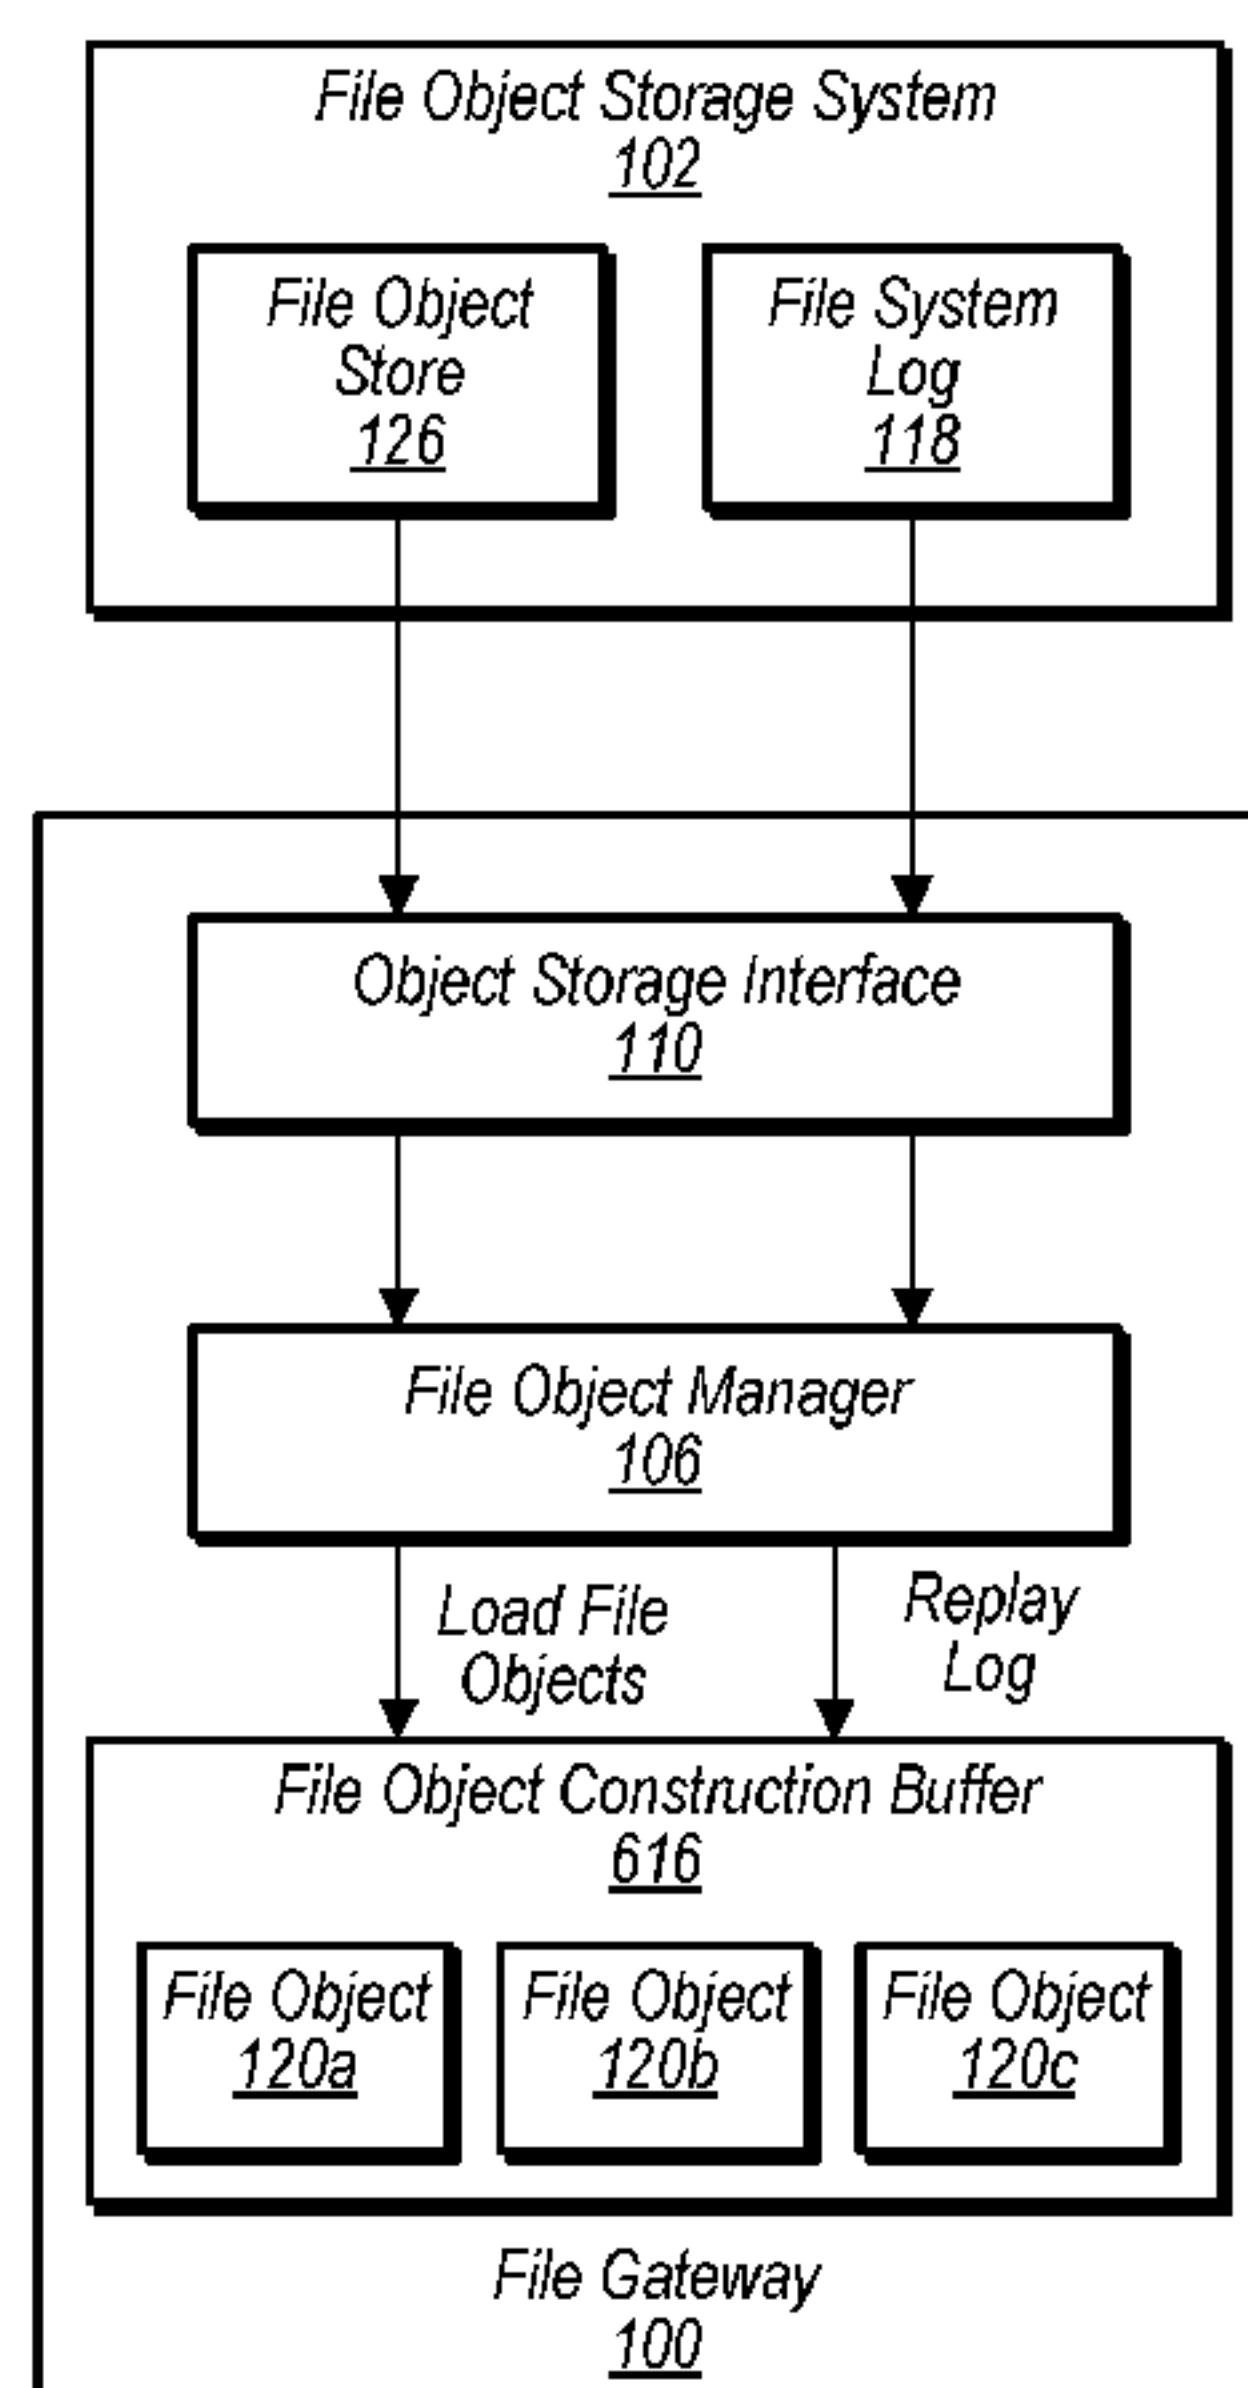 File Object Storage System
102
File Object
Store
126
File System
Log
118
Object Storage Interface
110
File Object Manager
106
Load File
Objects
Replay
Log
File Object Construction Buffer
616
File Object
120a
File Object
120b
File Object
120c
File Gateway
100